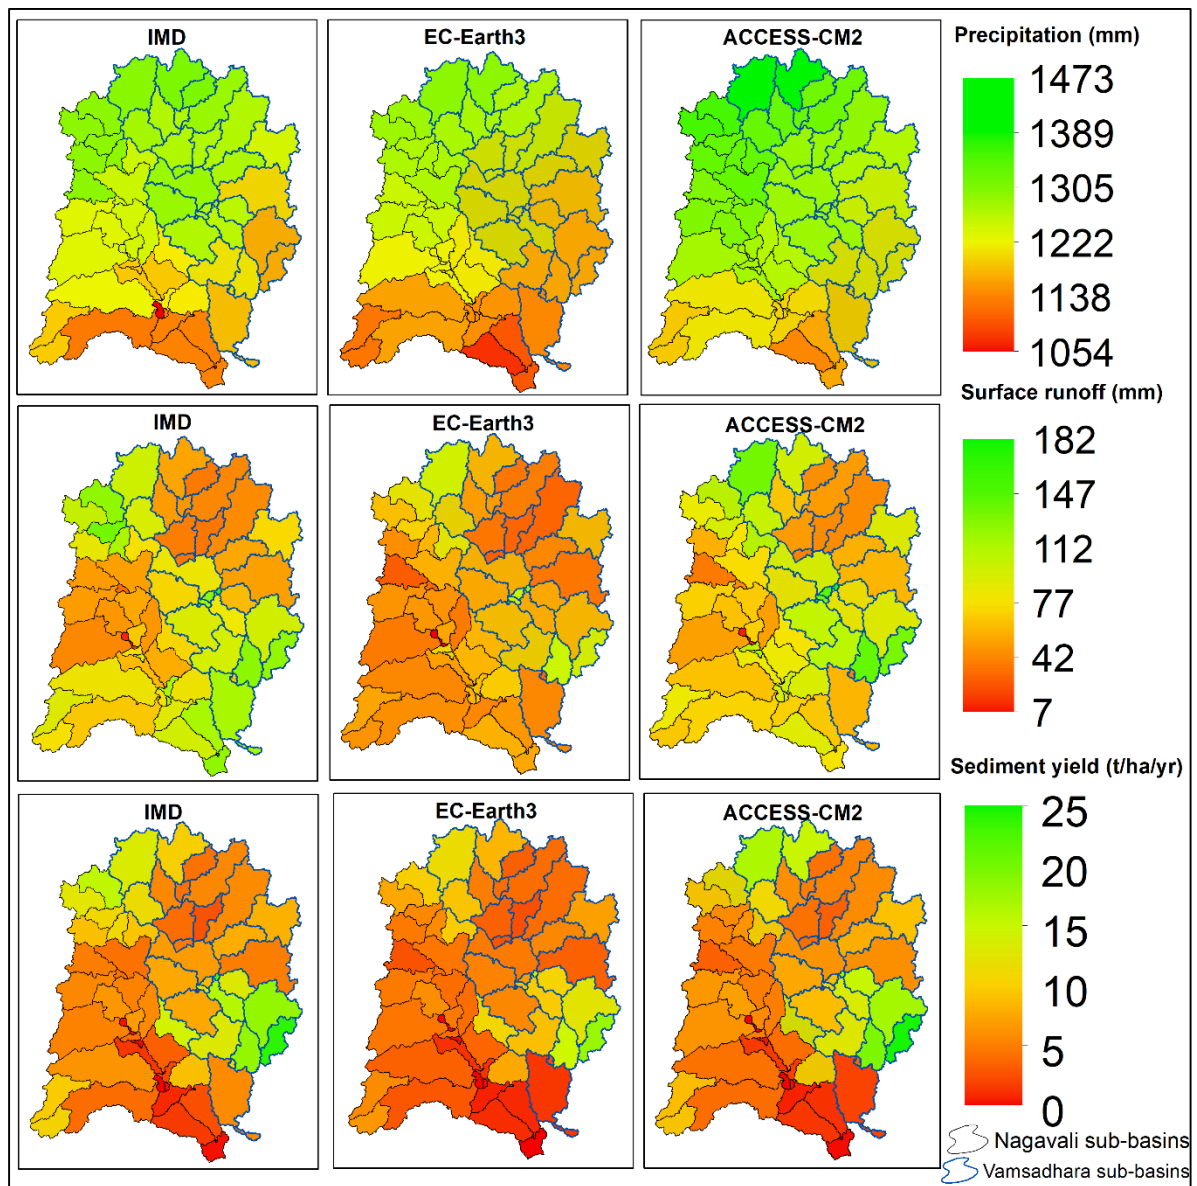 IMD
EC-Earth3
ACCESS-CM2
Precipitation (mm)
1473
1389
1305
1222
1138
1054
IMD
EC-Earth3
ACCESS-CM2
Surface runoff (mm)
182
147
112
77
42
7
IMD
EC-Earth3
ACCESS-CM2
Sediment yield (t/ha/yr)
25
20
15
10
5
0
Nagavali sub-basins
Vamsadhara sub-basins